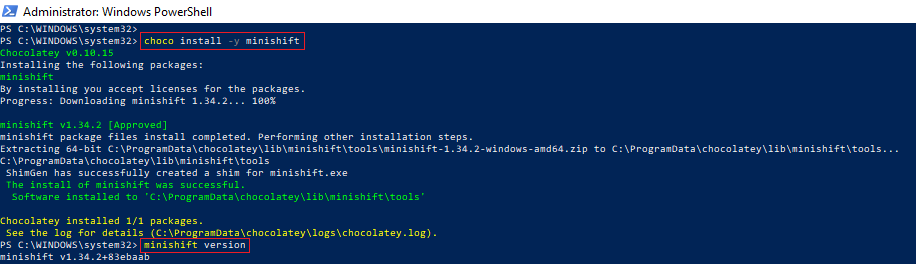 Administrator: Windows PowerShell
PS C:\WINDOWS\system32>
PS C:\WINDOWS\system32> choco install -y minishift
Chocolatey v0.10.15
Installing the following packages:
minishift
By installing you accept licenses for the packages.
Progress: Downloading minishift 1.34.2... 100%
minishift v1.34.2 [Approved]
minishift package files install completed. Performing other installation steps.
Extracting 64-bit C:\ProgramData\chocolatey\lib\minishift\tools\minishift-1.34.2-windows-amd64.zip to C:\ProgramData\chocolatey\lib\minishift\tools...
C:\ProgramData\chocolatey\lib\minishift\tools
ShimGen has successfully created a shim for minishift.exe
The install of minishift was successful.
Software installed to 'C:\ProgramData\chocolatey\lib\minishift\tools'
Chocolatey installed 1/1 packages.
See the log for details (C:\ProgramData\chocolatey\logs\chocolatey.log).
PS C:\WINDOWS\system32> minishift version
minishift v1.34.2+83ebaab